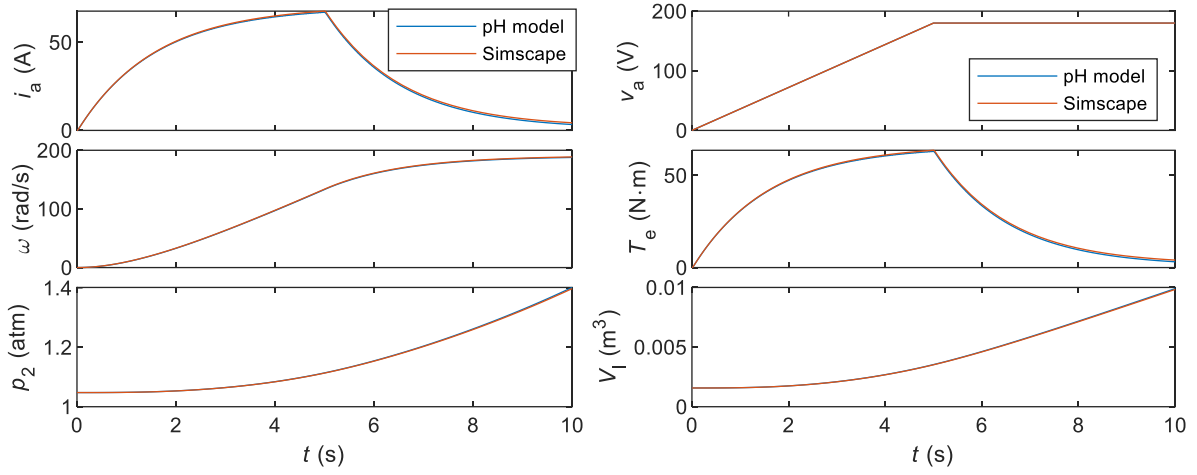 50
0
i_a (A)
pH model
Simscape
200
100
0
v_a (V)
pH model
Simscape
200
100
0
ω (rad/s)
50
0
T_e (N·m)
1.4
1.2
1
p_2 (atm)
0 2 4 6 8 10
t (s)
0.01
0.005
0
V_l (m³)
0 2 4 6 8 10
t (s)